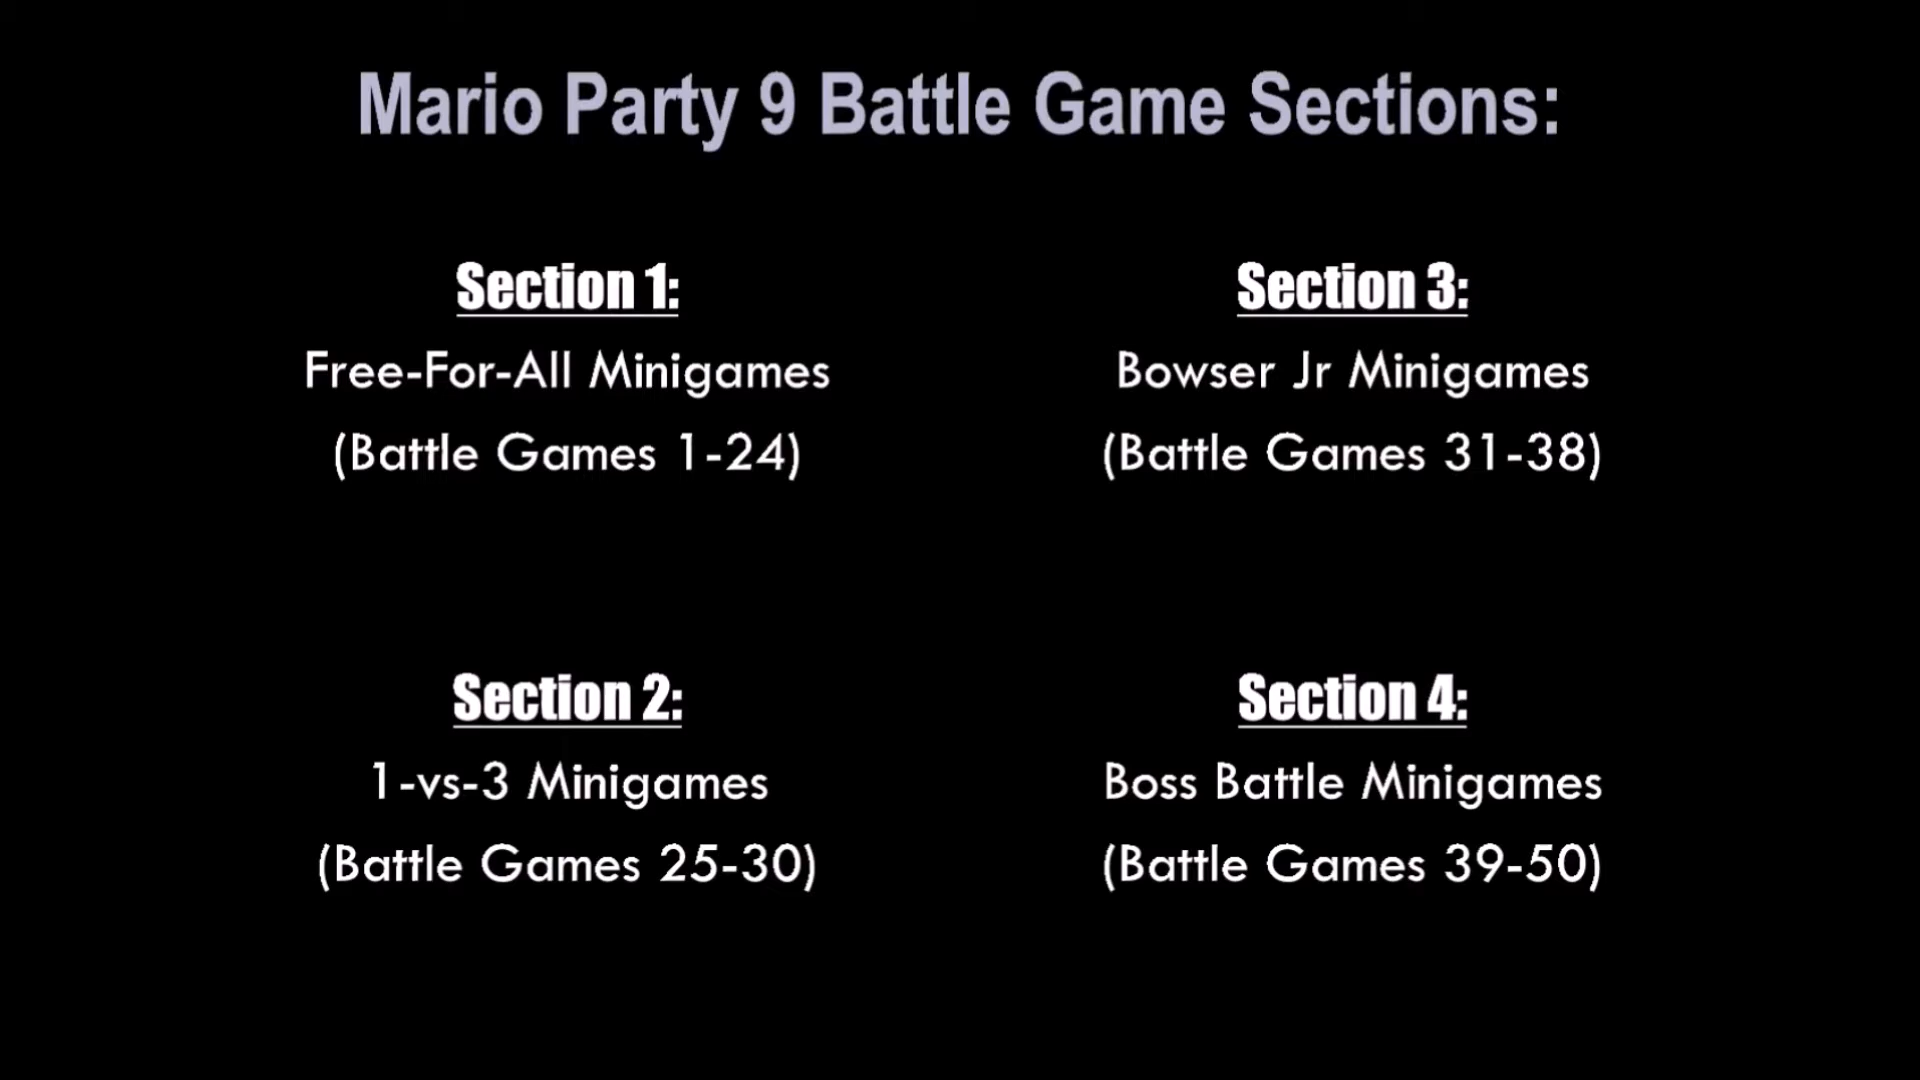 Mario Party 9 Battle Game Sections:
Section 1:
Free-For-All Minigames
(Battle Games 1-24)
Section 2:
1-vs-3 Minigames
(Battle Games 25-30)
Section 3:
Bowser Jr Minigames
(Battle Games 31-38)
Section 4:
Boss Battle Minigames
(Battle Games 39-50)